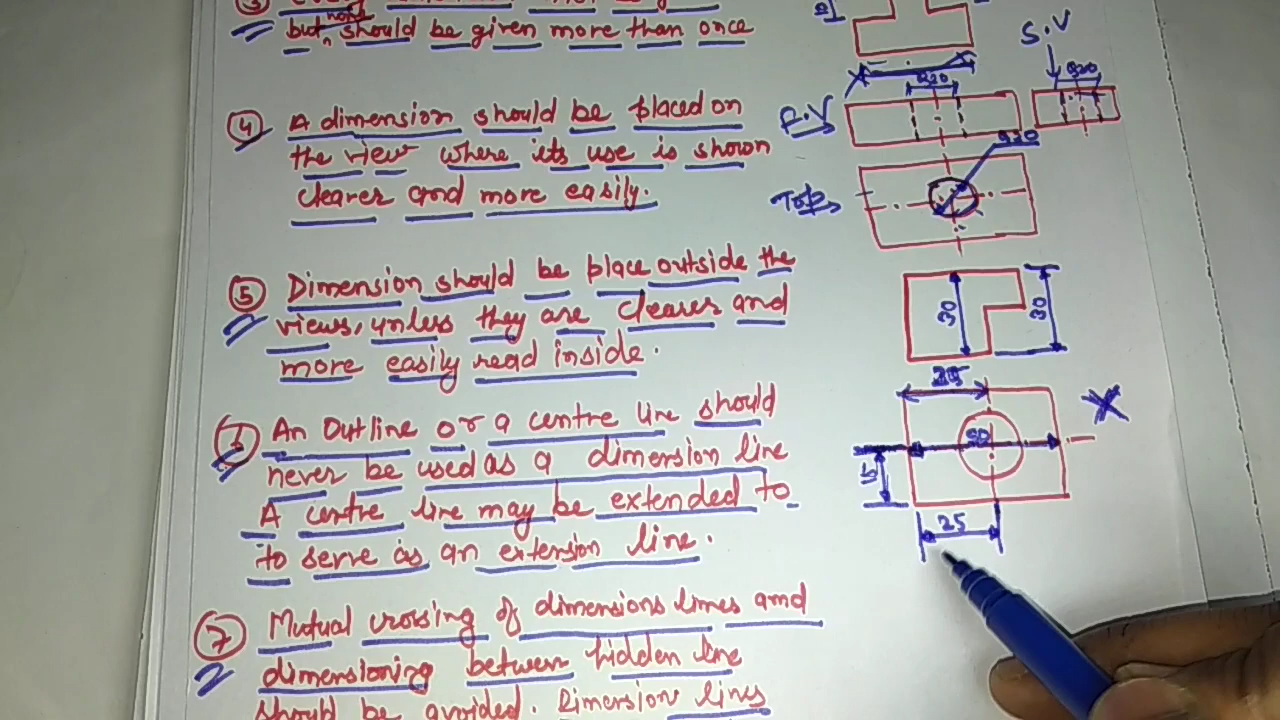 but, not should be given more than once
④ A dimension should be placed on
the view where its use is shown
clearer and more easily.
⑤ Dimension should be place outside the
views, unless they are clearer and
more easily read inside.
An Outline or a centre line should
never be used as a dimension line
A centre line may be extended to
to serve as an extension line.
⑦ Mutual crossing of dimensions lines amd
dimensioning between hidden line
should be avoided. Dimension lines
S.V
F.V
Top
30
30
25
25